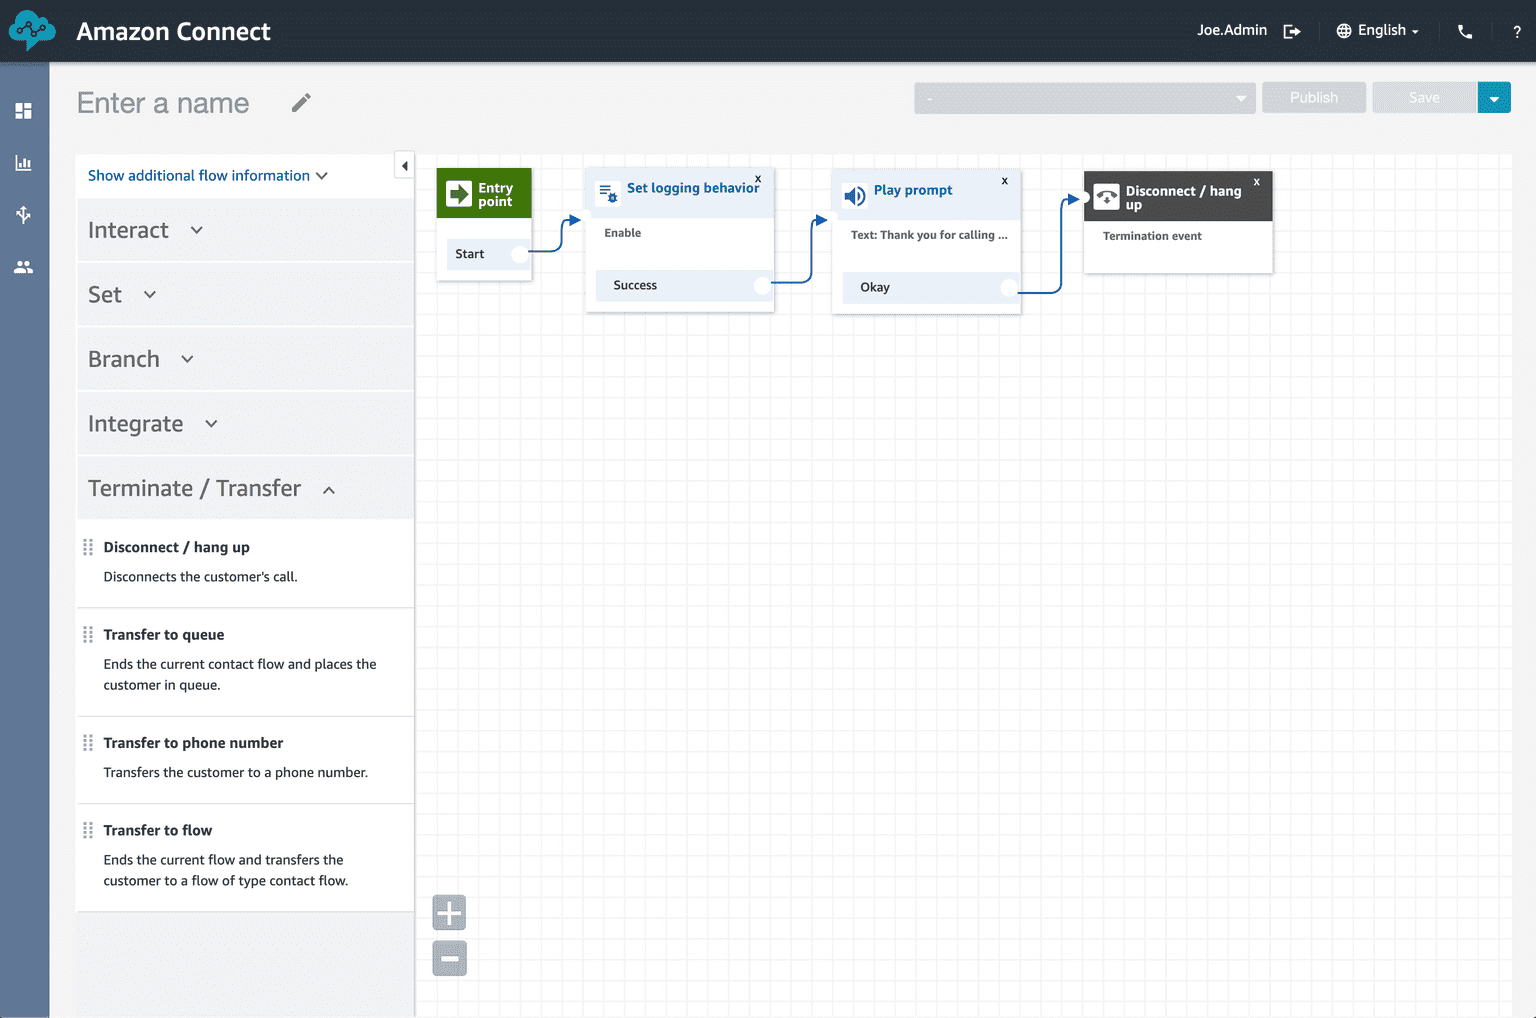 Amazon Connect
Joe.Admin
English
?
Enter a name
-
Publish
Save
Show additional flow information
Interact
Set
Branch
Integrate
Terminate / Transfer
Disconnect / hang up
Disconnects the customer's call.
Transfer to queue
Ends the current contact flow and places the
customer in queue.
Transfer to phone number
Transfers the customer to a phone number.
Transfer to flow
Ends the current flow and transfers the
customer to a flow of type contact flow.
Entry
point
Start
Set logging behavior
x
Enable
Success
Play prompt
x
Text: Thank you for calling ...
Okay
Disconnect / hang
up
x
Termination event